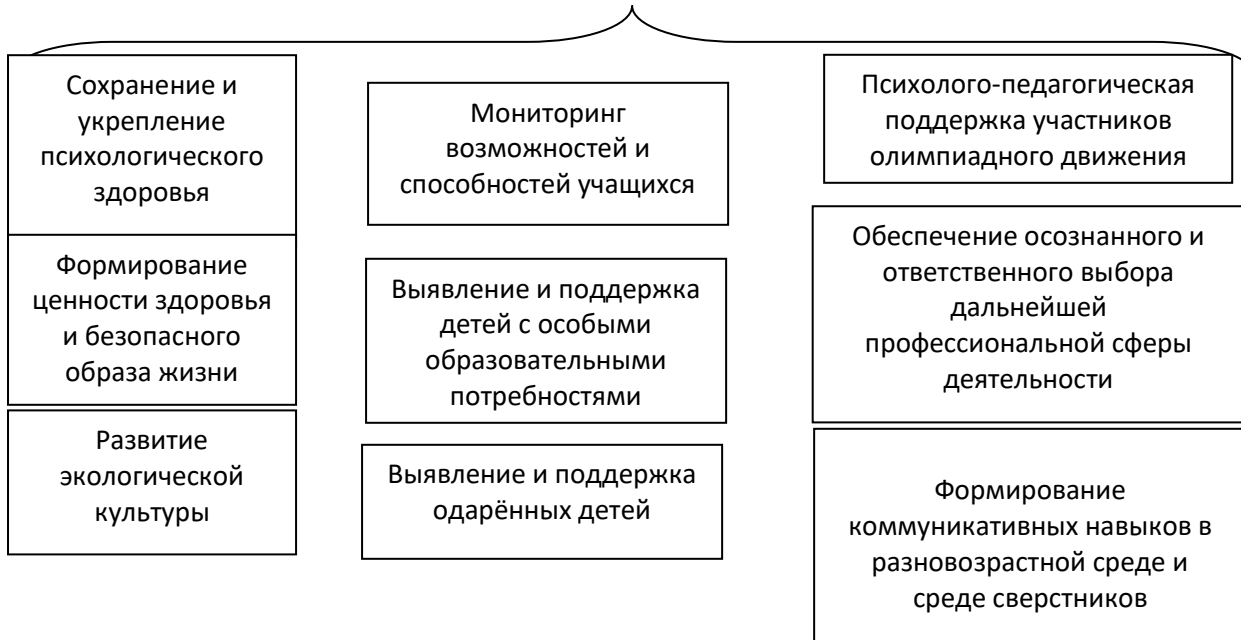 Сохранение и
укрепление
психологического
здоровья
Формирование
ценности здоровья
и безопасного
образа жизни
Развитие
экологической
культуры
Мониторинг
возможностей и
способностей учащихся
Выявление и поддержка
детей с особыми
образовательными
потребностями
Выявление и поддержка
одарённых детей
Психолого-педагогическая
поддержка участников
олимпиадного движения
Обеспечение осознанного и
ответственного выбора
дальнейшей
профессиональной сферы
деятельности
Формирование
коммуникативных навыков в
разновозрастной среде и
среде сверстников